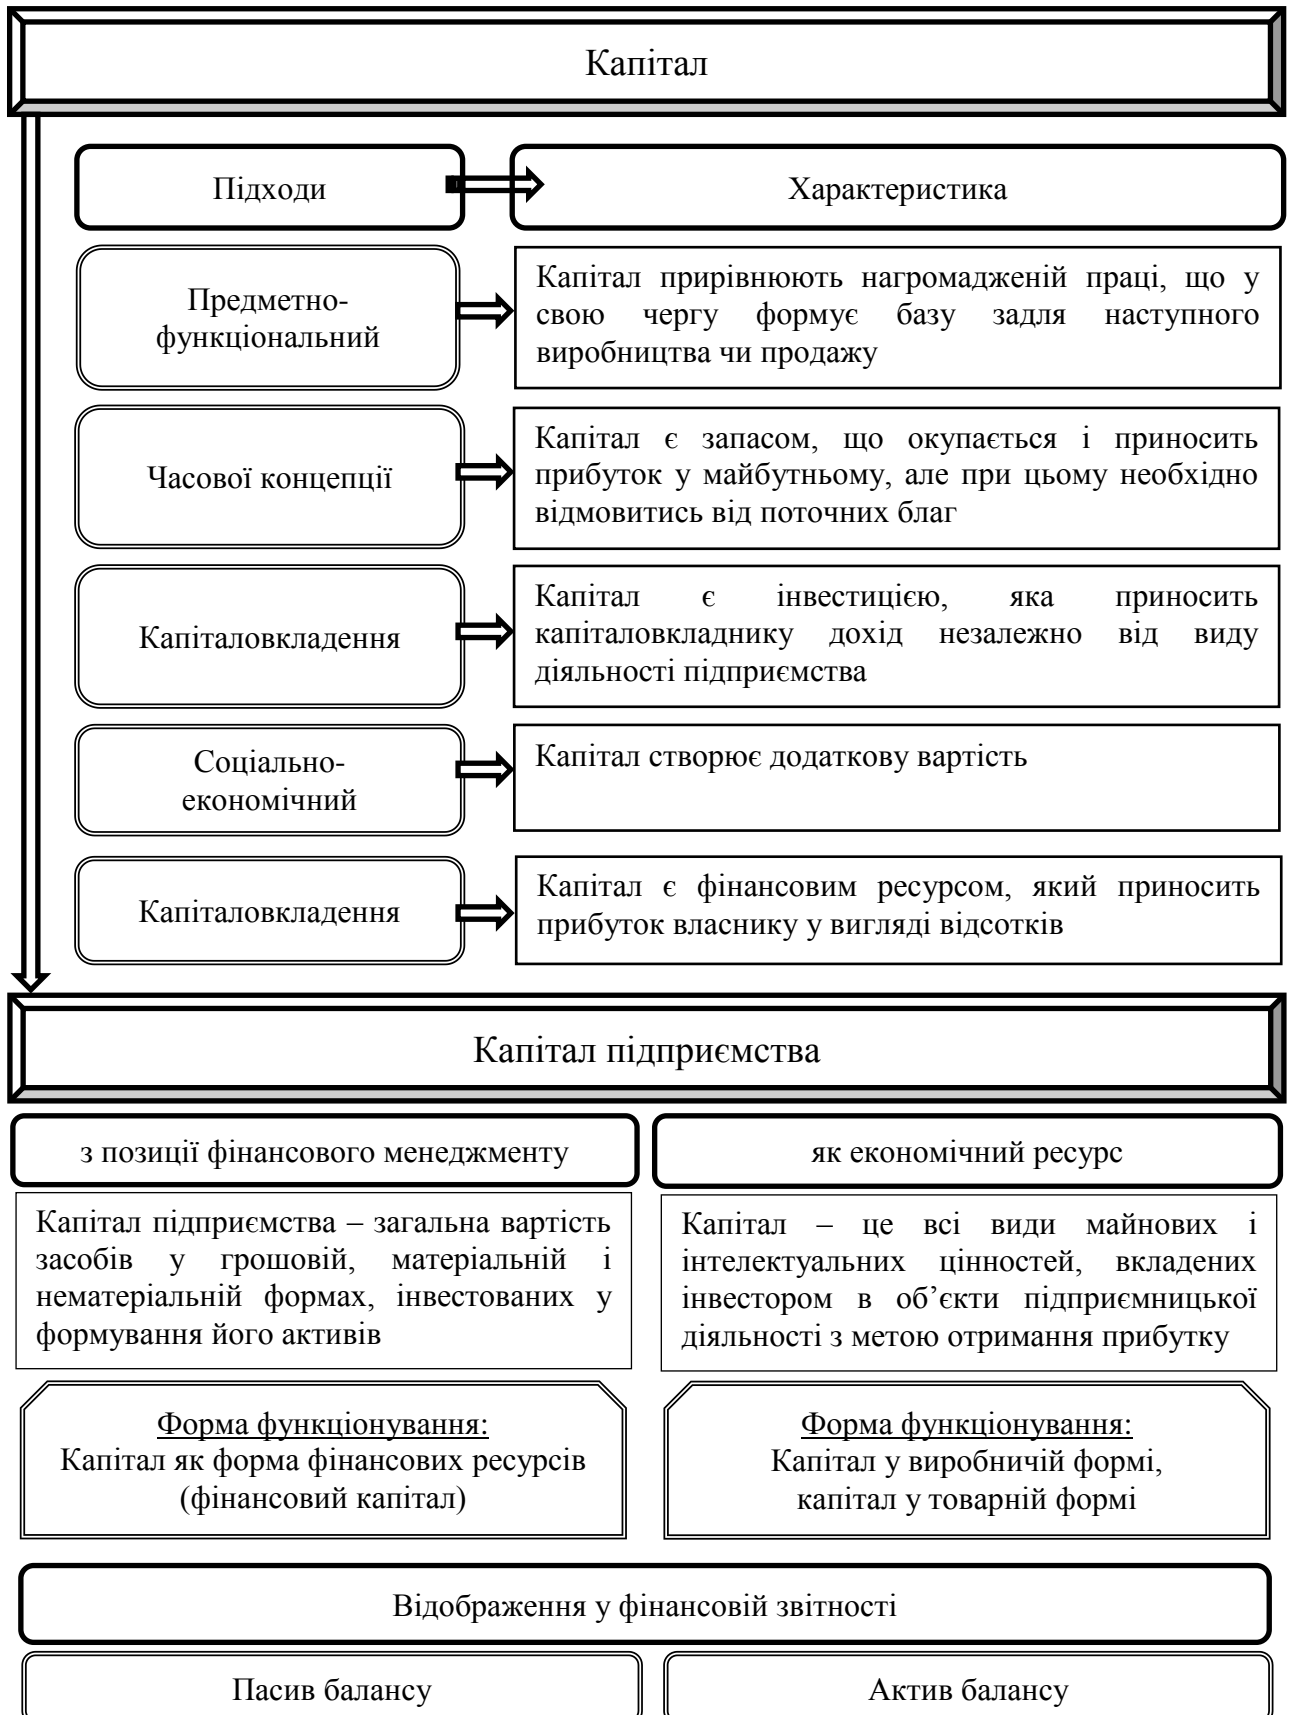 Капітал
Підходи
Характеристика
Предметно-
функціональний
Капітал прирівнюють нагромадженій праці, що у
свою чергу формує базу задля наступного
виробництва чи продажу
Часової концепції
Капітал є запасом, що окупається і приносить
прибуток у майбутньому, але при цьому необхідно
відмовитись від поточних благ
Капіталовкладення
Капітал є інвестицією, яка приносить
капіталовкладнику дохід незалежно від виду
діяльності підприємства
Соціально-
економічний
Капітал створює додаткову вартість
Капіталовкладення
Капітал є фінансовим ресурсом, який приносить
прибуток власнику у вигляді відсотків
Капітал підприємства
з позиції фінансового менеджменту
як економічний ресурс
Капітал підприємства – загальна вартість
засобів у грошовій, матеріальній і
нематеріальній формах, інвестованих у
формування його активів
Капітал – це всі види майнових і
інтелектуальних цінностей, вкладених
інвестором в об’єкти підприємницької
діяльності з метою отримання прибутку
Форма функціонування:
Капітал як форма фінансових ресурсів
(фінансовий капітал)
Форма функціонування:
Капітал у виробничій формі,
капітал у товарній формі
Відображення у фінансовій звітності
Пасив балансу
Актив балансу